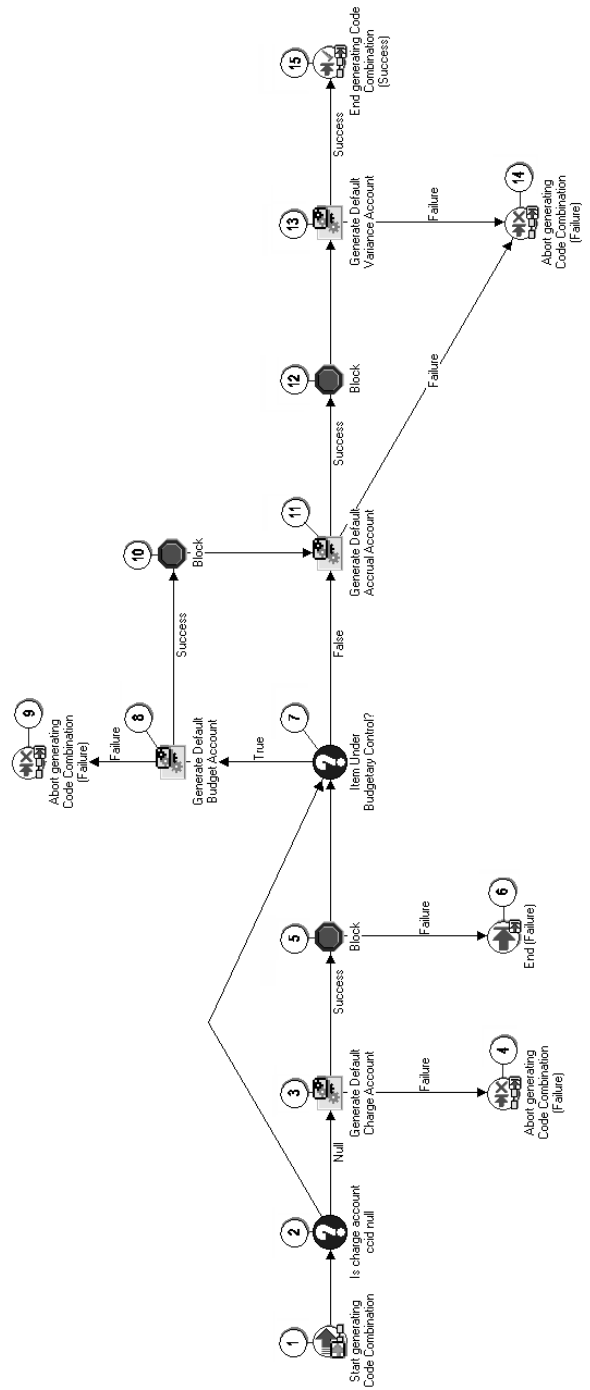 1
Start generating
Code Combination
2
Is charge account
ccid null
Null
3
Generate Default
Charge Account
Failure
4
Abort generating
Code Combination
(Failure)
Success
5
Block
Failure
6
End (Failure)
7
Item Under
Budgetary Control?
True
8
Generate Default
Budget Account
Failure
9
Abort generating
Code Combination
(Failure)
Success
10
Block
False
11
Generate Default
Accrual Account
Success
Failure
12
Block
13
Generate Default
Variance Account
Failure
14
Abort generating
Code Combination
(Failure)
Success
15
End generating Code
Combination
(Success)